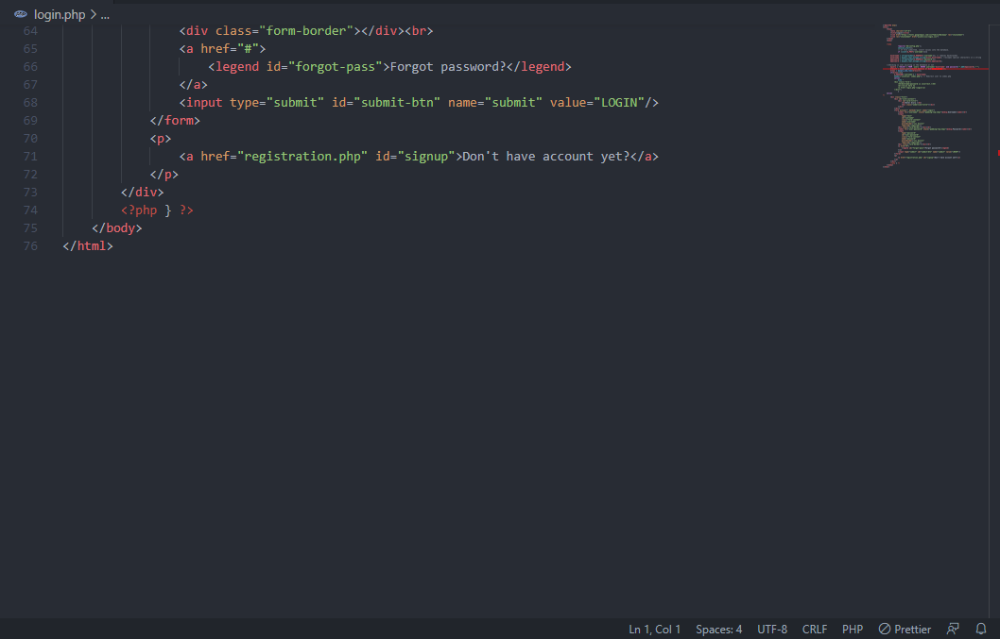 login.php > ...
64 <div class="form-border"></div><br>
65 <a href="#">
66 <legend id="forgot-pass">Forgot password?</legend>
67 </a>
68 <input type="submit" id="submit-btn" name="submit" value="LOGIN"/>
69 </form>
70 <p>
71 <a href="registration.php" id="signup">Don't have account yet?</a>
72 </p>
73 </div>
74 <?php } ?>
75 </body>
76 </html>
Ln 1, Col 1 Spaces: 4 UTF-8 CRLF PHP Prettier